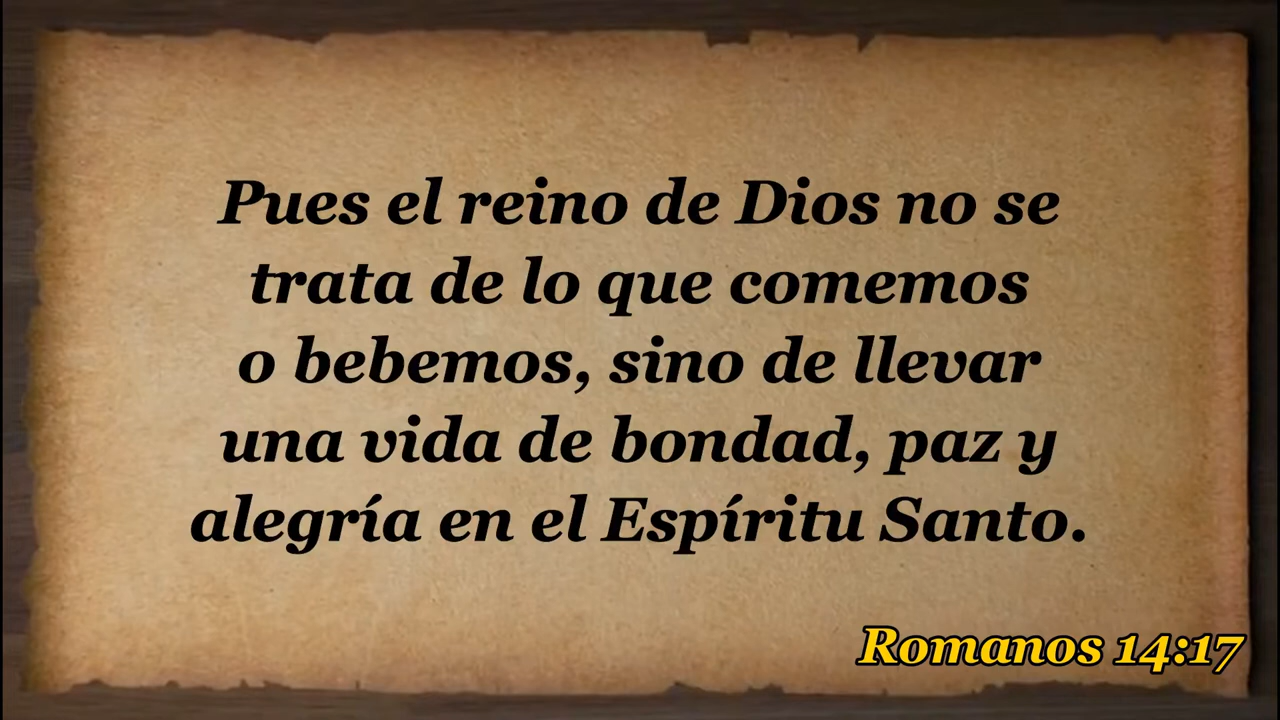 Pues el reino de Dios no se
trata de lo que comemos
o bebemos, sino de llevar
una vida de bondad, paz y
alegría en el Espíritu Santo.
Romanos 14:17